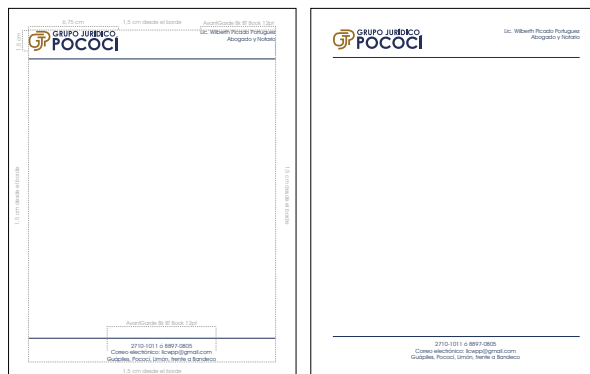 6,75 cm
1,5 cm desde el borde
AvantGarde Bk Bt Book 12pt
1,5 cm
GRUPO JURÍDICO
POCOCÍ
Lic. Wilberth Picado Portuguez
Abogado y Notario
1,5 cm desde el borde
1,5 cm desde el borde
AvantGarde Bk Bt Book 12pt
2710-1011 ó 8897-0805
Correo electrónico: licwpp@gmail.com
Guápiles, Pococí, Limón, frente a Bandeco
1,5 cm desde el borde
GRUPO JURÍDICO
POCOCÍ
Lic. Wilberth Picado Portuguez
Abogado y Notario
2710-1011 ó 8897-0805
Correo electrónico: licwpp@gmail.com
Guápiles, Pococí, Limón, frente a Bandeco